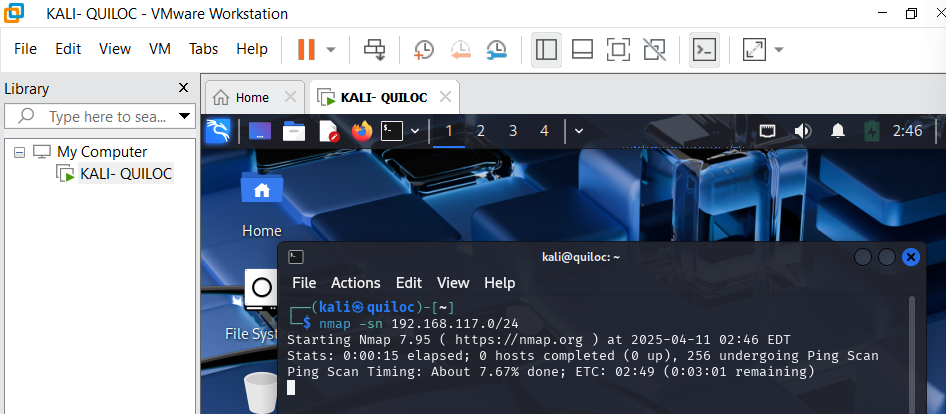 KALI- QUILOC - VMware Workstation
File Edit View VM Tabs Help
Library
Type here to sea...
My Computer
KALI- QUILOC
Home
KALI- QUILOC
1 2 3 4
2:46
Home
File Syst
kali@quiloc: ~
File Actions Edit View Help
┌──(kali㉿quiloc)-[~]
└─$ nmap -sn 192.168.117.0/24
Starting Nmap 7.95 ( https://nmap.org ) at 2025-04-11 02:46 EDT
Stats: 0:00:15 elapsed; 0 hosts completed (0 up), 256 undergoing Ping Scan
Ping Scan Timing: About 7.67% done; ETC: 02:49 (0:03:01 remaining)